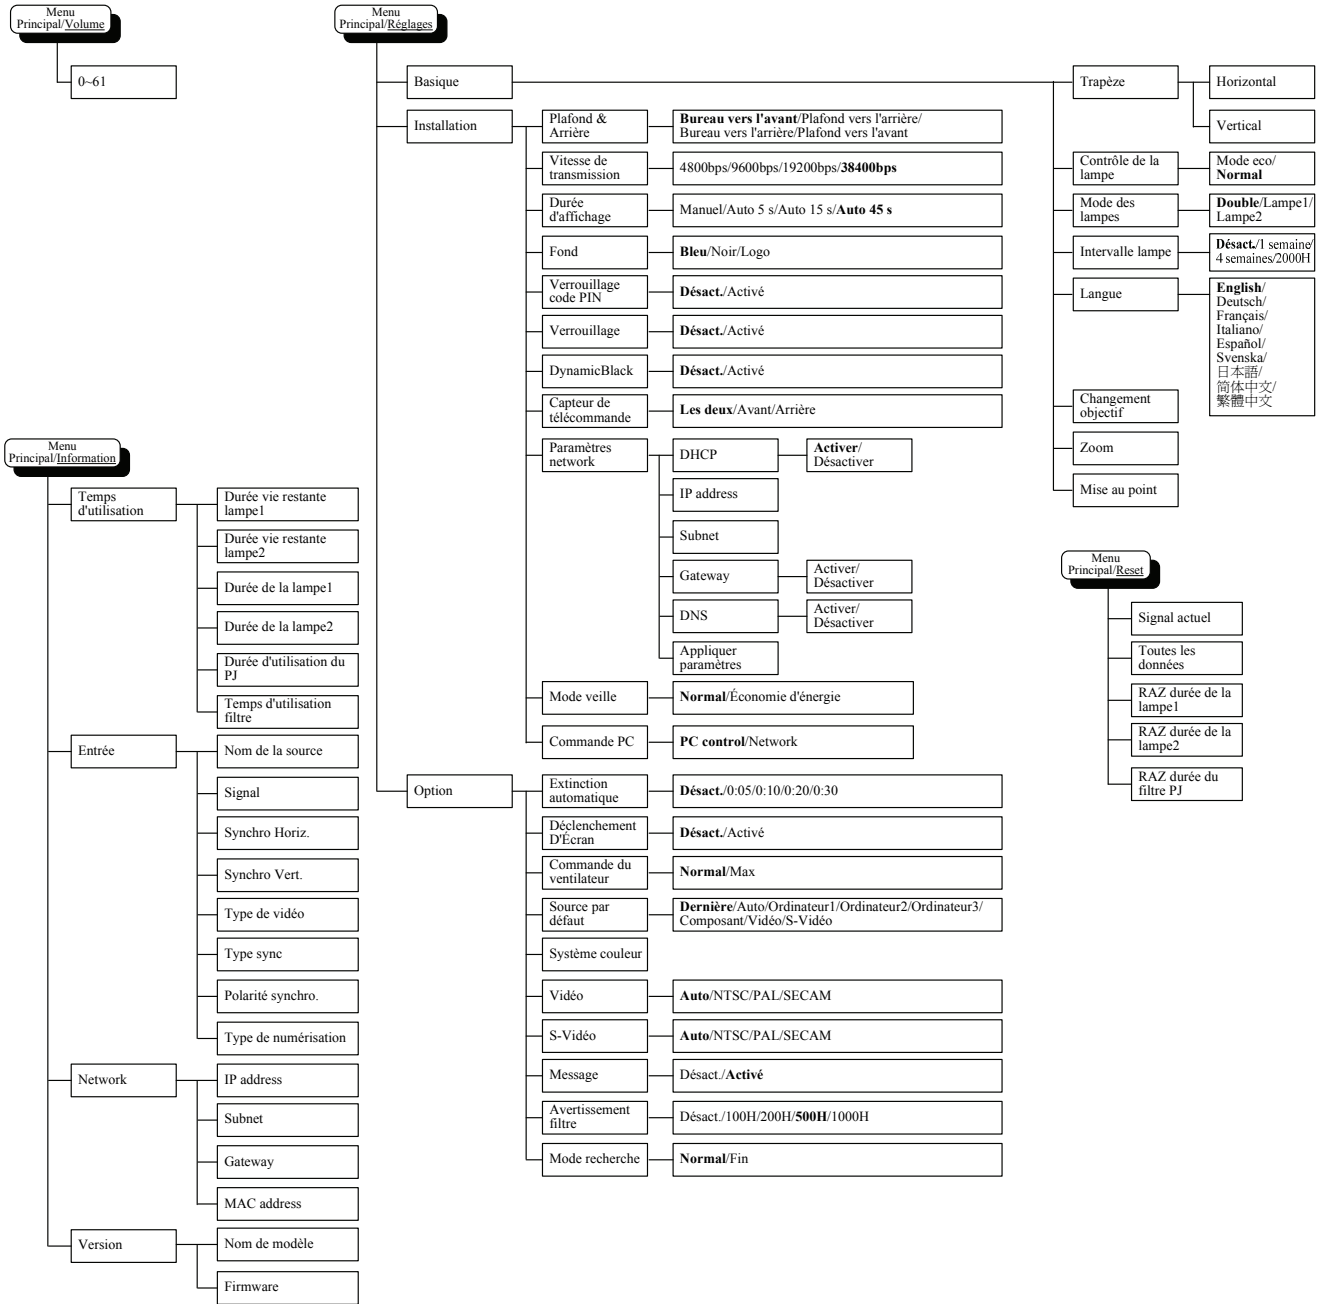 Menu
Principal/Volume
0~61
Menu
Principal/Réglages
Basique
Trapèze
Horizontal
Vertical
Contrôle de la
lampe
Mode eco/
Normal
Mode des
lampes
Double/Lampe1/
Lampe2
Intervalle lampe
Désact./1 semaine/
4 semaines/2000H
Langue
English/
Deutsch/
Français/
Italiano/
Español/
Svenska/
日本語/
简体中文/
繁體中文
Changement
objectif
Zoom
Mise au point
Installation
Plafond &
Arrière
Bureau vers l'avant/Plafond vers l'arrière/
Bureau vers l'arrière/Plafond vers l'avant
Vitesse de
transmission
4800bps/9600bps/19200bps/38400bps
Durée
d'affichage
Manuel/Auto 5 s/Auto 15 s/Auto 45 s
Fond
Bleu/Noir/Logo
Verrouillage
code PIN
Désact./Activé
Verrouillage
Désact./Activé
DynamicBlack
Désact./Activé
Capteur de
télécommande
Les deux/Avant/Arrière
Paramètres
network
DHCP
Activer/
Désactiver
IP address
Subnet
Gateway
Activer/
Désactiver
DNS
Activer/
Désactiver
Appliquer
paramètres
Mode veille
Normal/Économie d'énergie
Commande PC
PC control/Network
Option
Extinction
automatique
Désact./0:05/0:10/0:20/0:30
Déclenchement
D'Écran
Désact./Activé
Commande du
ventilateur
Normal/Max
Source par
défaut
Dernière/Auto/Ordinateur1/Ordinateur2/Ordinateur3/
Composant/Vidéo/S-Vidéo
Système couleur
Vidéo
Auto/NTSC/PAL/SECAM
S-Vidéo
Auto/NTSC/PAL/SECAM
Message
Désact./Activé
Avertissement
filtre
Désact./100H/200H/500H/1000H
Mode recherche
Normal/Fin
Menu
Principal/Information
Temps
d'utilisation
Durée vie restante
lampe1
Durée vie restante
lampe2
Durée de la lampe1
Durée de la lampe2
Durée d'utilisation du
PJ
Temps d'utilisation
filtre
Entrée
Nom de la source
Signal
Synchro Horiz.
Synchro Vert.
Type de vidéo
Type sync
Polarité synchro.
Type de numérisation
Network
IP address
Subnet
Gateway
MAC address
Version
Nom de modèle
Firmware
Menu
Principal/Reset
Signal actuel
Toutes les
données
RAZ durée de la
lampe1
RAZ durée de la
lampe2
RAZ durée du
filtre PJ